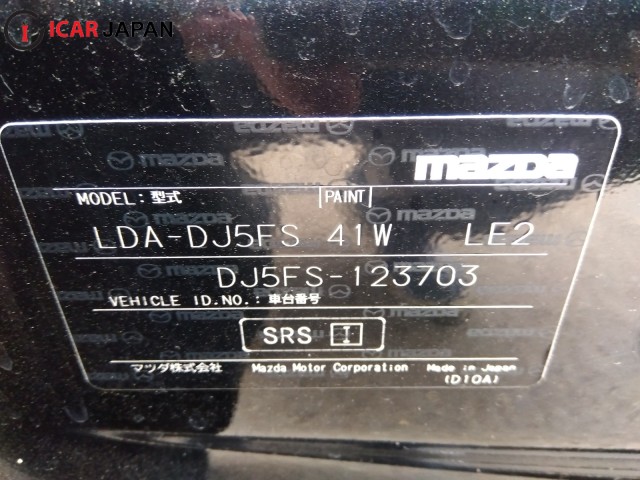 ICAR JAPAN
mazda
MODEL: 型式 PAINT
LDA-DJ5FS 41W LE2
DJ5FS-123703
VEHICLE ID.NO.: 車台番号
SRS I
マツダ株式会社 Mazda Motor Corporation Made in Japan
(D10A)